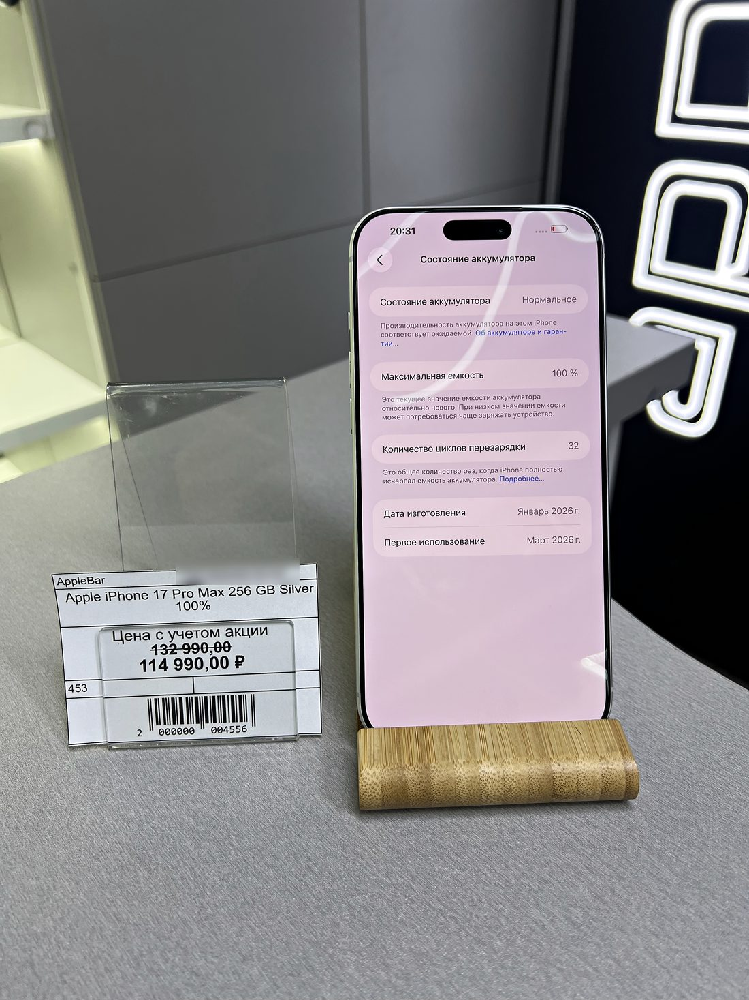 20:31
Состояние аккумулятора
Состояние аккумулятора Нормальное
Производительность аккумулятора на этом iPhone
соответствует ожидаемой. Об аккумуляторе и гаран-
тии...
Максимальная емкость 100 %
Это текущее значение емкости аккумулятора
относительно нового. При низком значении емкости
может потребоваться чаще заряжать устройство.
Количество циклов перезарядки 32
Это общее количество раз, когда iPhone полностью
исчерпал емкость аккумулятора. Подробнее...
Дата изготовления Январь 2026 г.
Первое использование Март 2026 г.
AppleBar
Apple iPhone 17 Pro Max 256 GB Silver
100%
Цена с учетом акции
132 990,00
114 990,00 ₽
453
2 000000 004556